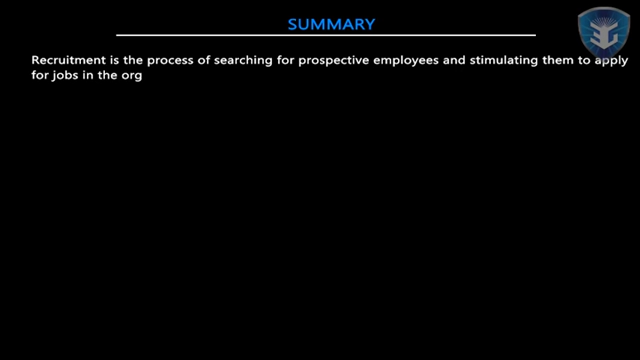 SUMMARY
Recruitment is the process of searching for prospective employees and stimulating them to apply
for jobs in the org